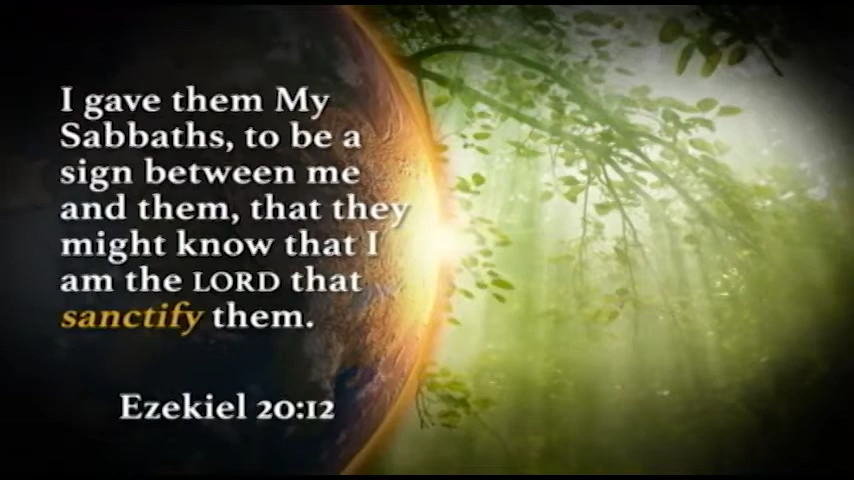 I gave them My
Sabbaths, to be a
sign between me
and them, that they
might know that I
am the LORD that
sanctify them.
Ezekiel 20:12